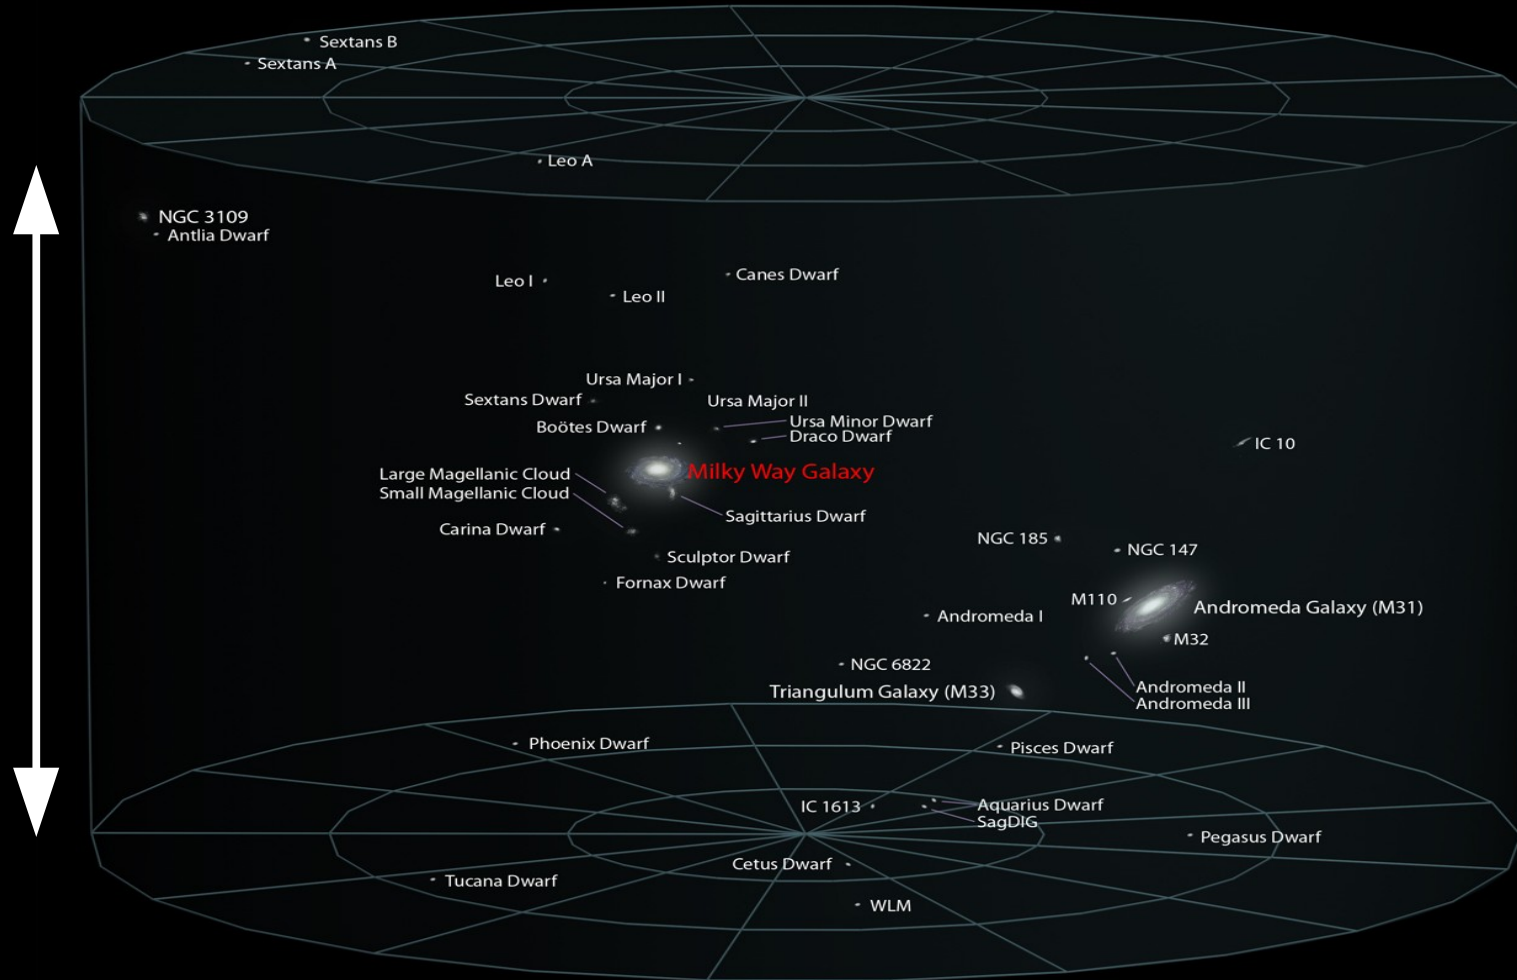 Sextans B
Sextans A
Leo A
NGC 3109
Antlia Dwarf
Leo I
Leo II
Canes Dwarf
Ursa Major I
Sextans Dwarf
Ursa Major II
Boötes Dwarf
Ursa Minor Dwarf
Draco Dwarf
IC 10
Large Magellanic Cloud
Milky Way Galaxy
Small Magellanic Cloud
Sagittarius Dwarf
Carina Dwarf
NGC 185
NGC 147
Sculptor Dwarf
Fornax Dwarf
M110
Andromeda Galaxy (M31)
Andromeda I
M32
NGC 6822
Triangulum Galaxy (M33)
Andromeda II
Andromeda III
Phoenix Dwarf
Pisces Dwarf
IC 1613
Aquarius Dwarf
SagDIG
Pegasus Dwarf
Cetus Dwarf
Tucana Dwarf
WLM